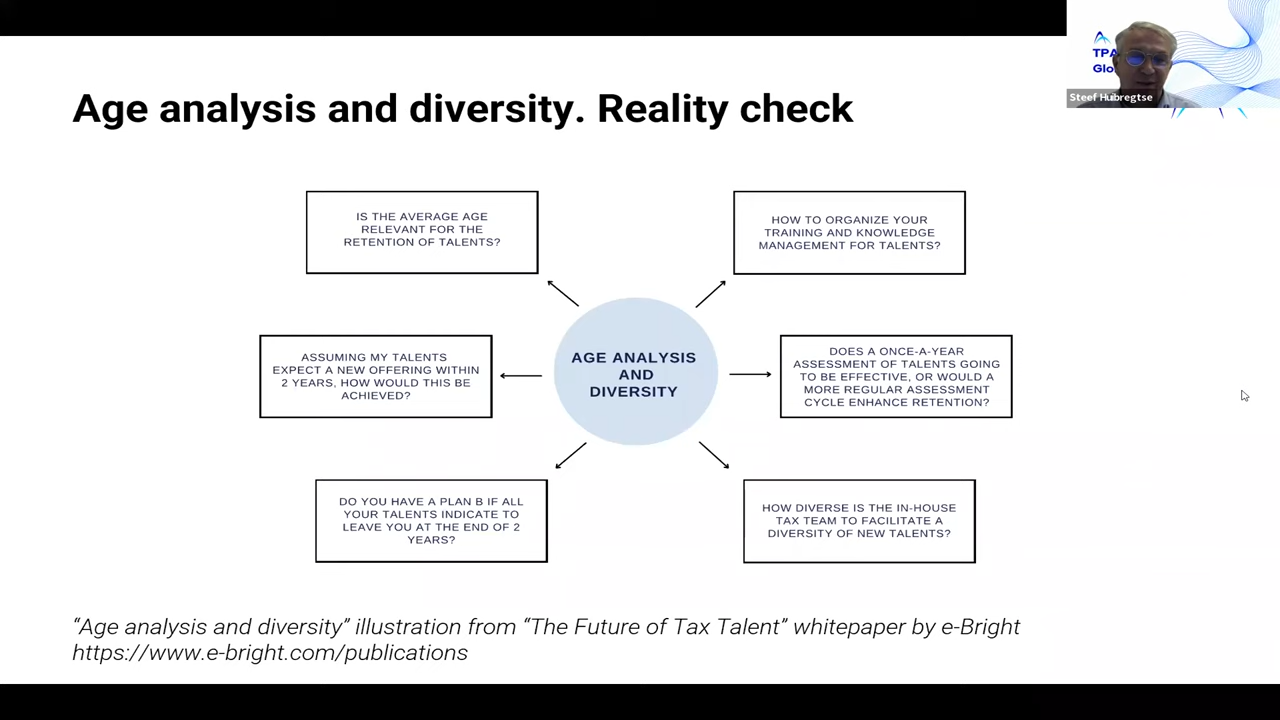 TPA
Glo
Steef Huibregtse
Age analysis and diversity. Reality check
IS THE AVERAGE AGE
RELEVANT FOR THE
RETENTION OF TALENTS?
HOW TO ORGANIZE YOUR
TRAINING AND KNOWLEDGE
MANAGEMENT FOR TALENTS?
ASSUMING MY TALENTS
EXPECT A NEW OFFERING WITHIN
2 YEARS, HOW WOULD THIS BE
ACHIEVED?
AGE ANALYSIS
AND
DIVERSITY
DOES A ONCE-A-YEAR
ASSESSMENT OF TALENTS GOING
TO BE EFFECTIVE, OR WOULD A
MORE REGULAR ASSESSMENT
CYCLE ENHANCE RETENTION?
DO YOU HAVE A PLAN B IF ALL
YOUR TALENTS INDICATE TO
LEAVE YOU AT THE END OF 2
YEARS?
HOW DIVERSE IS THE IN-HOUSE
TAX TEAM TO FACILITATE A
DIVERSITY OF NEW TALENTS?
“Age analysis and diversity” illustration from “The Future of Tax Talent” whitepaper by e-Bright
https://www.e-bright.com/publications